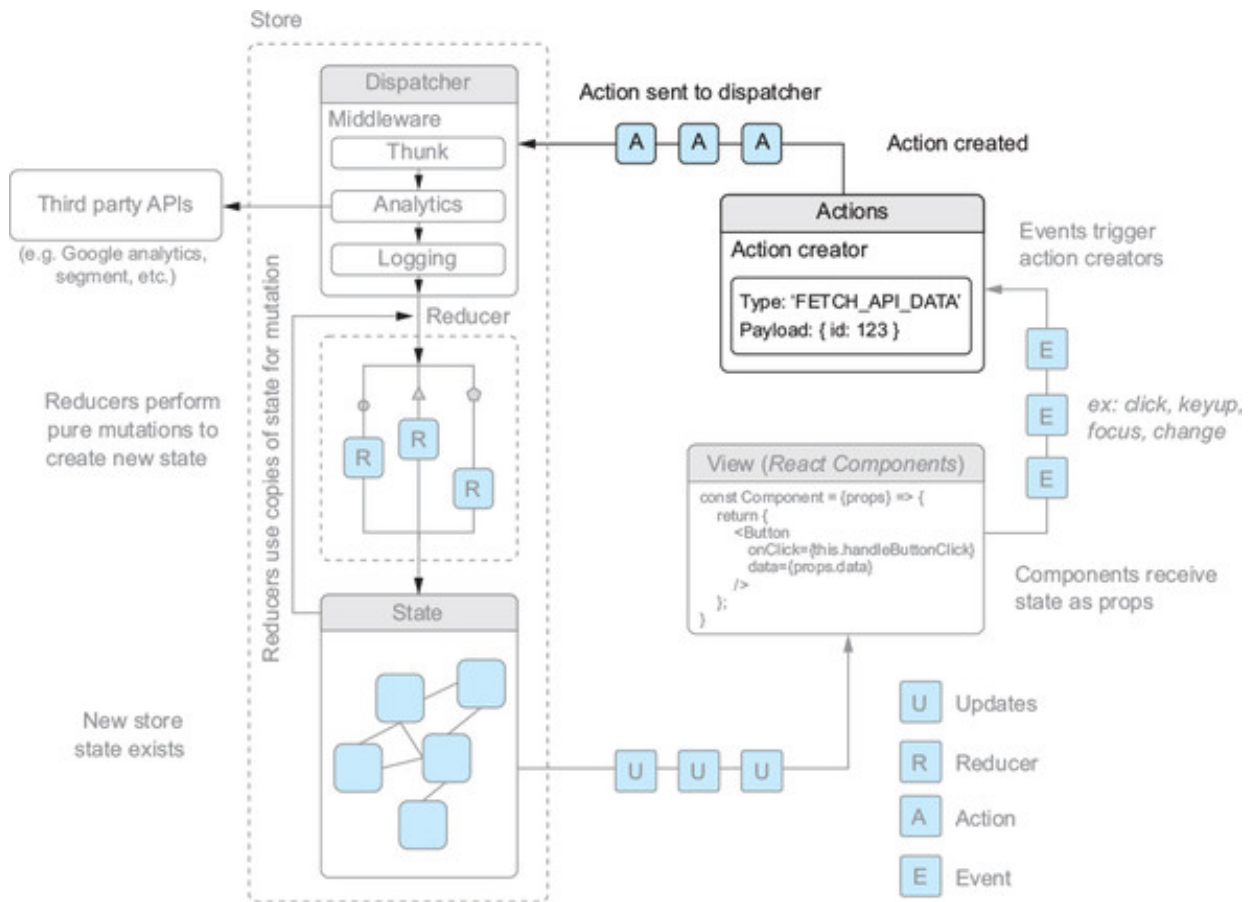 Store
Dispatcher
Middleware
Thunk
Analytics
Logging
Third party APIs
(e.g. Google analytics,
segment, etc.)
Action sent to dispatcher
A
A
A
Action created
Actions
Action creator
Type: 'FETCH_API_DATA'
Payload: { id: 123 }
Events trigger
action creators
E
E
E
ex: click, keyup,
focus, change
Reducers use copies of state for mutation
Reducer
R
R
R
Reducers perform
pure mutations to
create new state
View (React Components)
const Component = {props} => {
return {
<Button
onClick={this.handleButtonClick}
data={props.data}
/>
};
}
Components receive
state as props
State
New store
state exists
U
U
U
U Updates
R Reducer
A Action
E Event